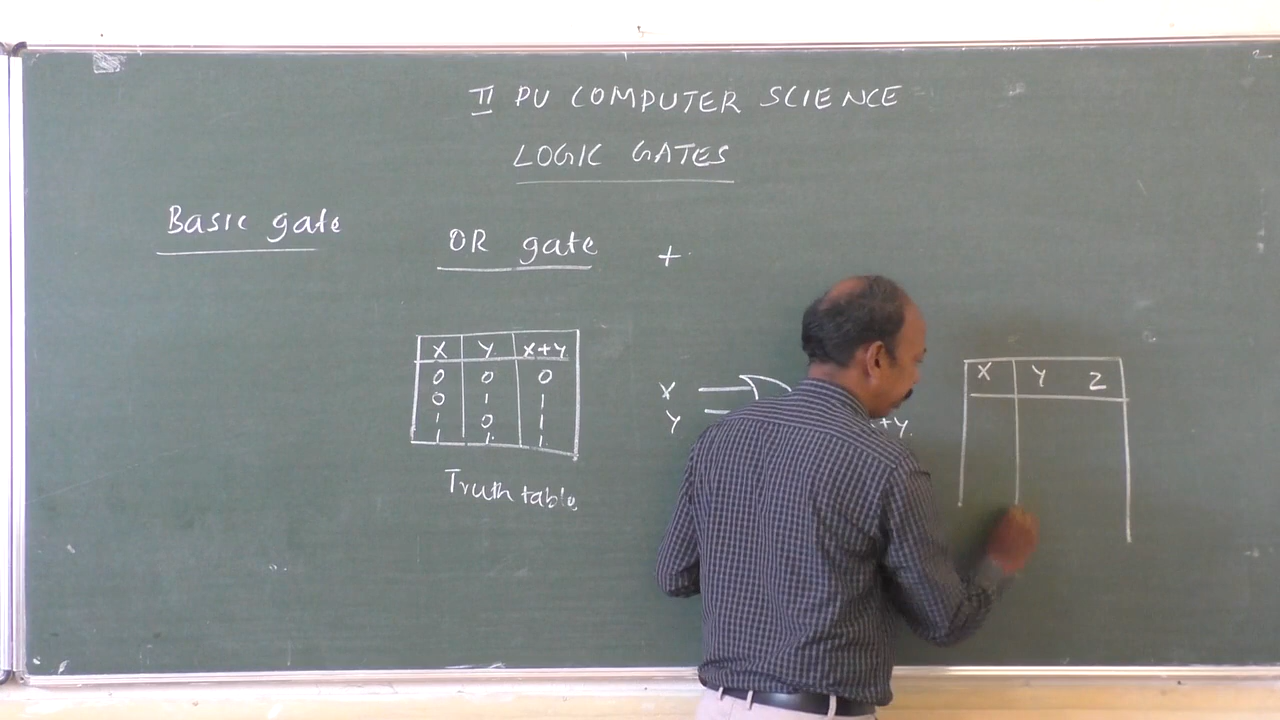 II PU COMPUTER SCIENCE
LOGIC GATES
Basic gate
OR gate +
X Y X+Y
0 0 0
0 1 1
1 0 1
1 1 1
Truth table
X
Y
+Y
X Y Z